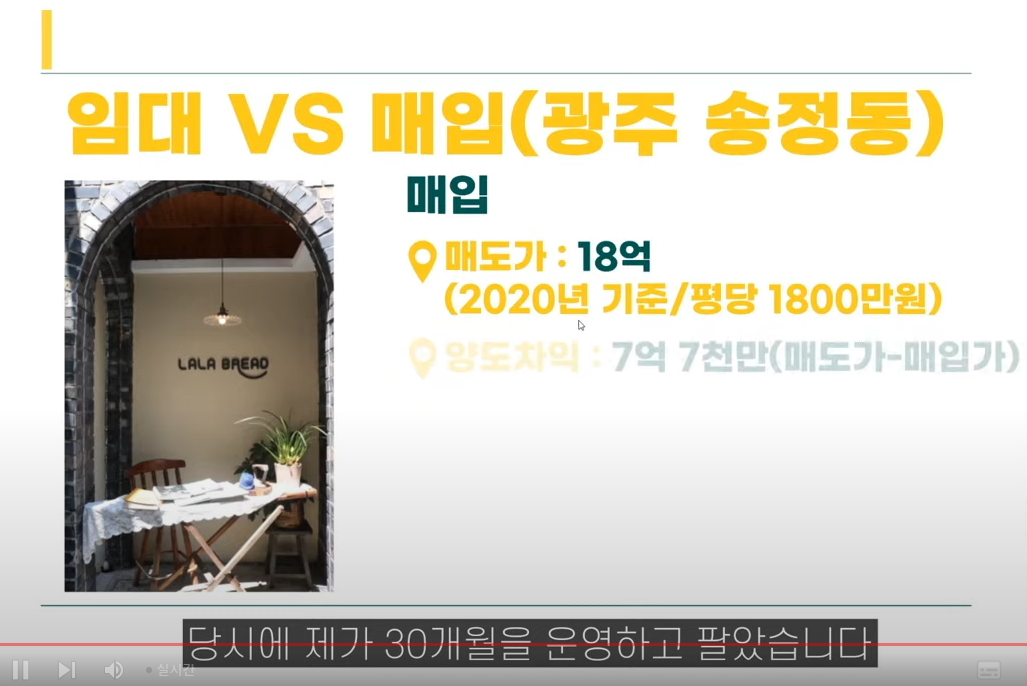 임대 VS 매입(광주 송정동)
매입
매도가 : 18억
(2020년 기준/평당 1800만원)
양도차익 : 7억 7천만(매도가-매입가)
LALA BREAD
당시에 제가 30개월을 운영하고 팔았습니다
실시간